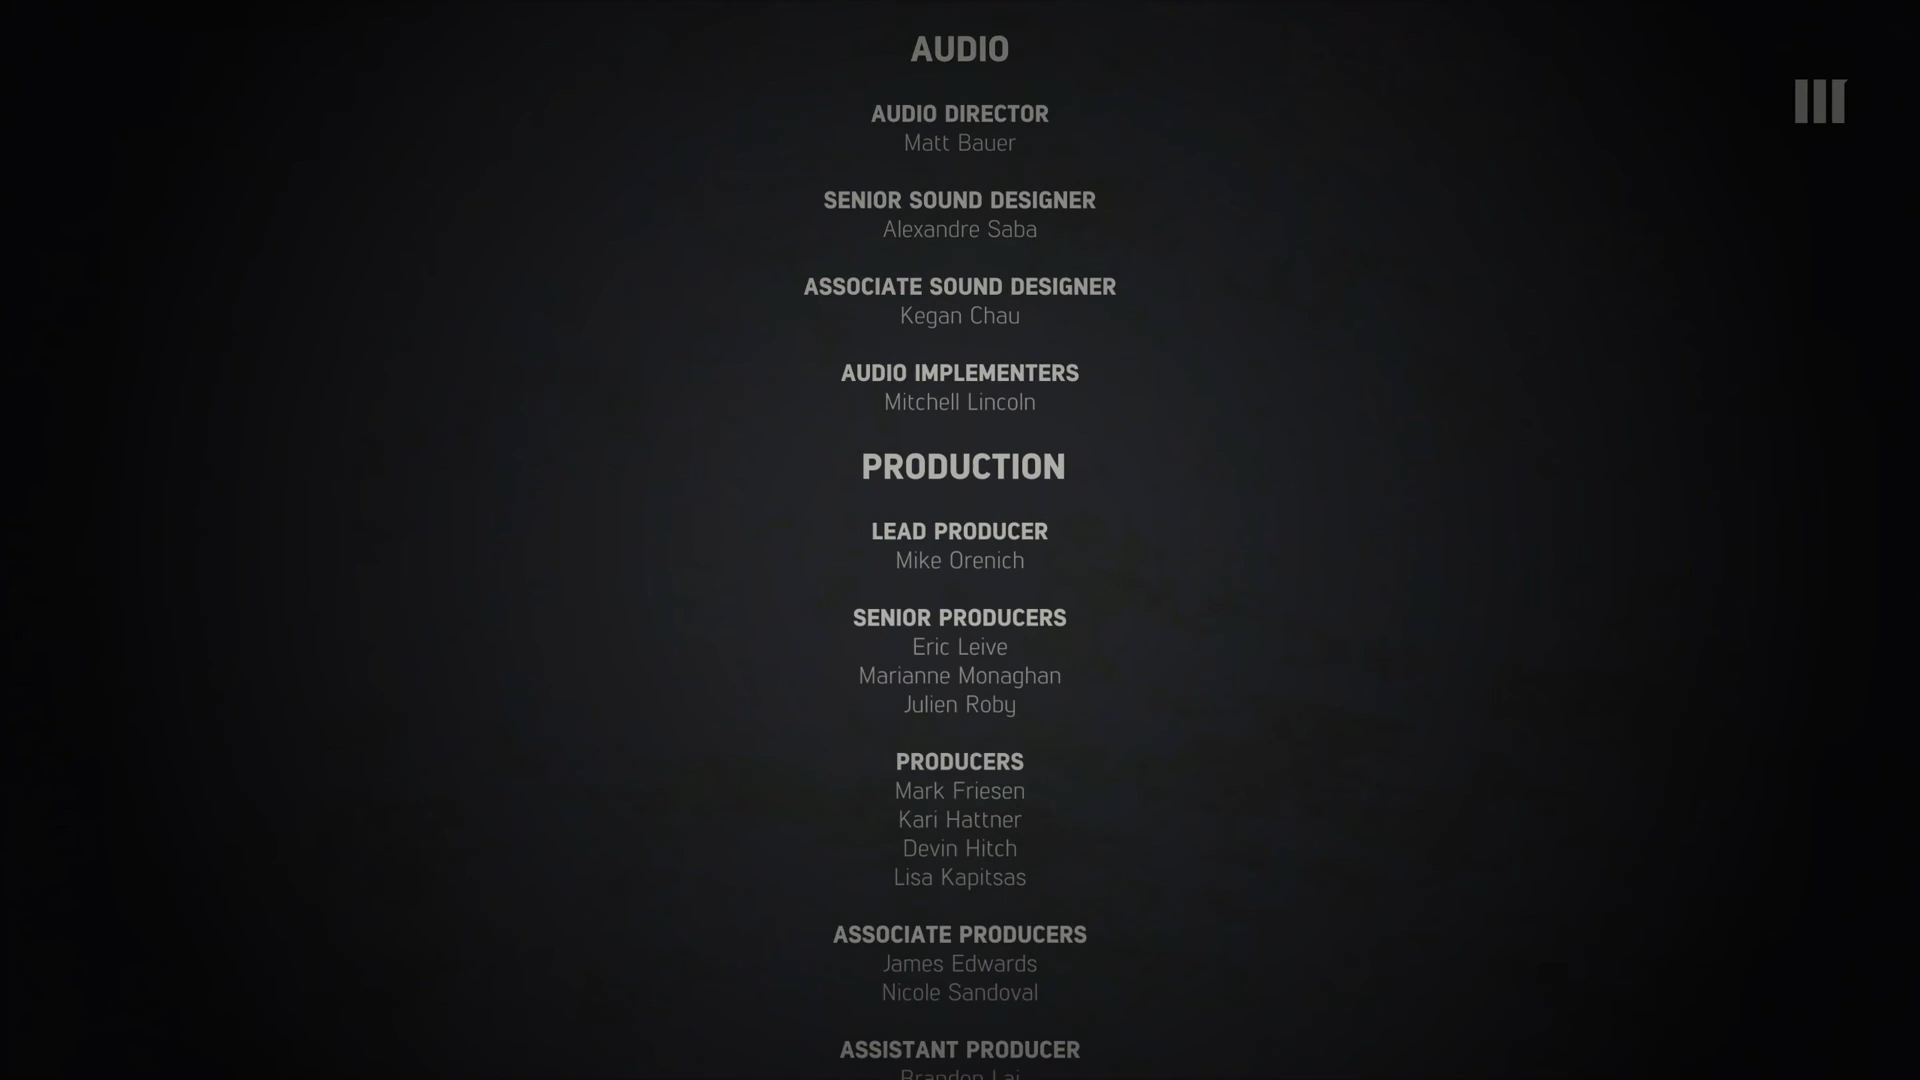 AUDIO
AUDIO DIRECTOR
Matt Bauer
SENIOR SOUND DESIGNER
Alexandre Saba
ASSOCIATE SOUND DESIGNER
Kegan Chau
AUDIO IMPLEMENTERS
Mitchell Lincoln
PRODUCTION
LEAD PRODUCER
Mike Orenich
SENIOR PRODUCERS
Eric Leive
Marianne Monaghan
Julien Roby
PRODUCERS
Mark Friesen
Kari Hattner
Devin Hitch
Lisa Kapitsas
ASSOCIATE PRODUCERS
James Edwards
Nicole Sandoval
ASSISTANT PRODUCER
Brandon Lai